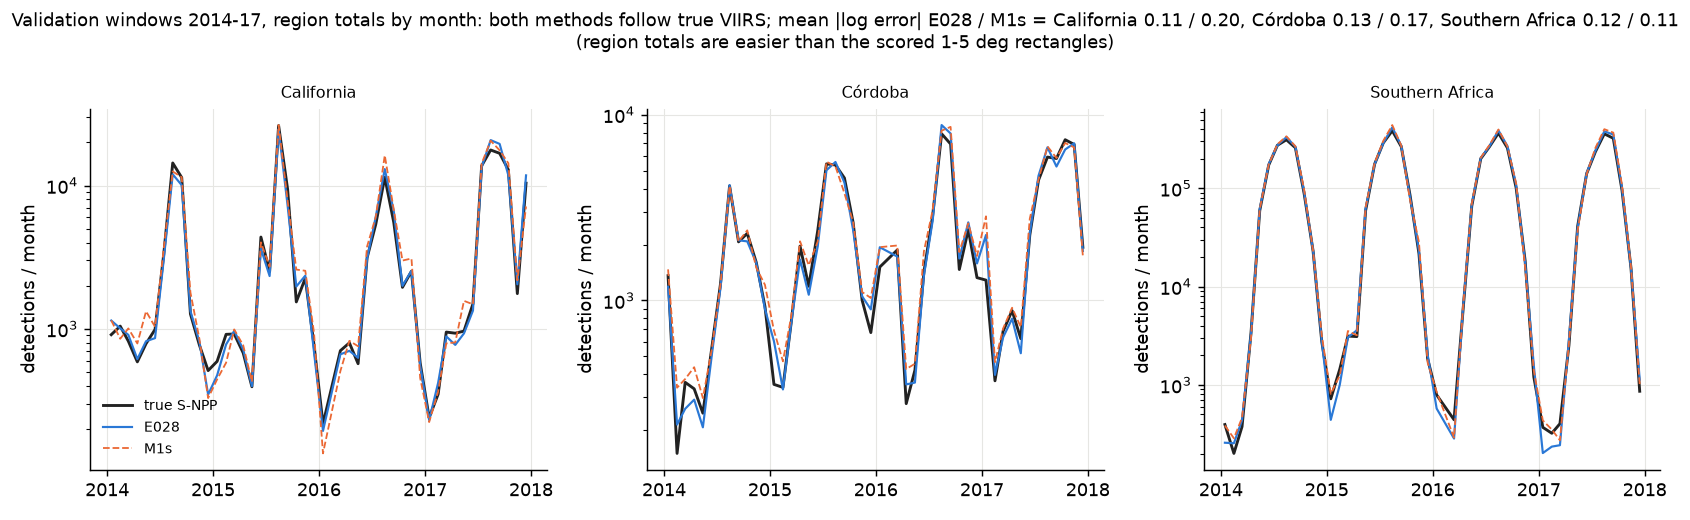 Validation windows 2014-17, region totals by month: both methods follow true VIIRS; mean |log error| E028 / M1s = California 0.11 / 0.20, Córdoba 0.13 / 0.17, Southern Africa 0.12 / 0.11
(region totals are easier than the scored 1-5 deg rectangles)
California
detections / month
10⁴
10³
true S-NPP
E028
M1s
2014 2015 2016 2017 2018
Córdoba
detections / month
10⁴
10³
2014 2015 2016 2017 2018
Southern Africa
detections / month
10⁵
10⁴
10³
2014 2015 2016 2017 2018